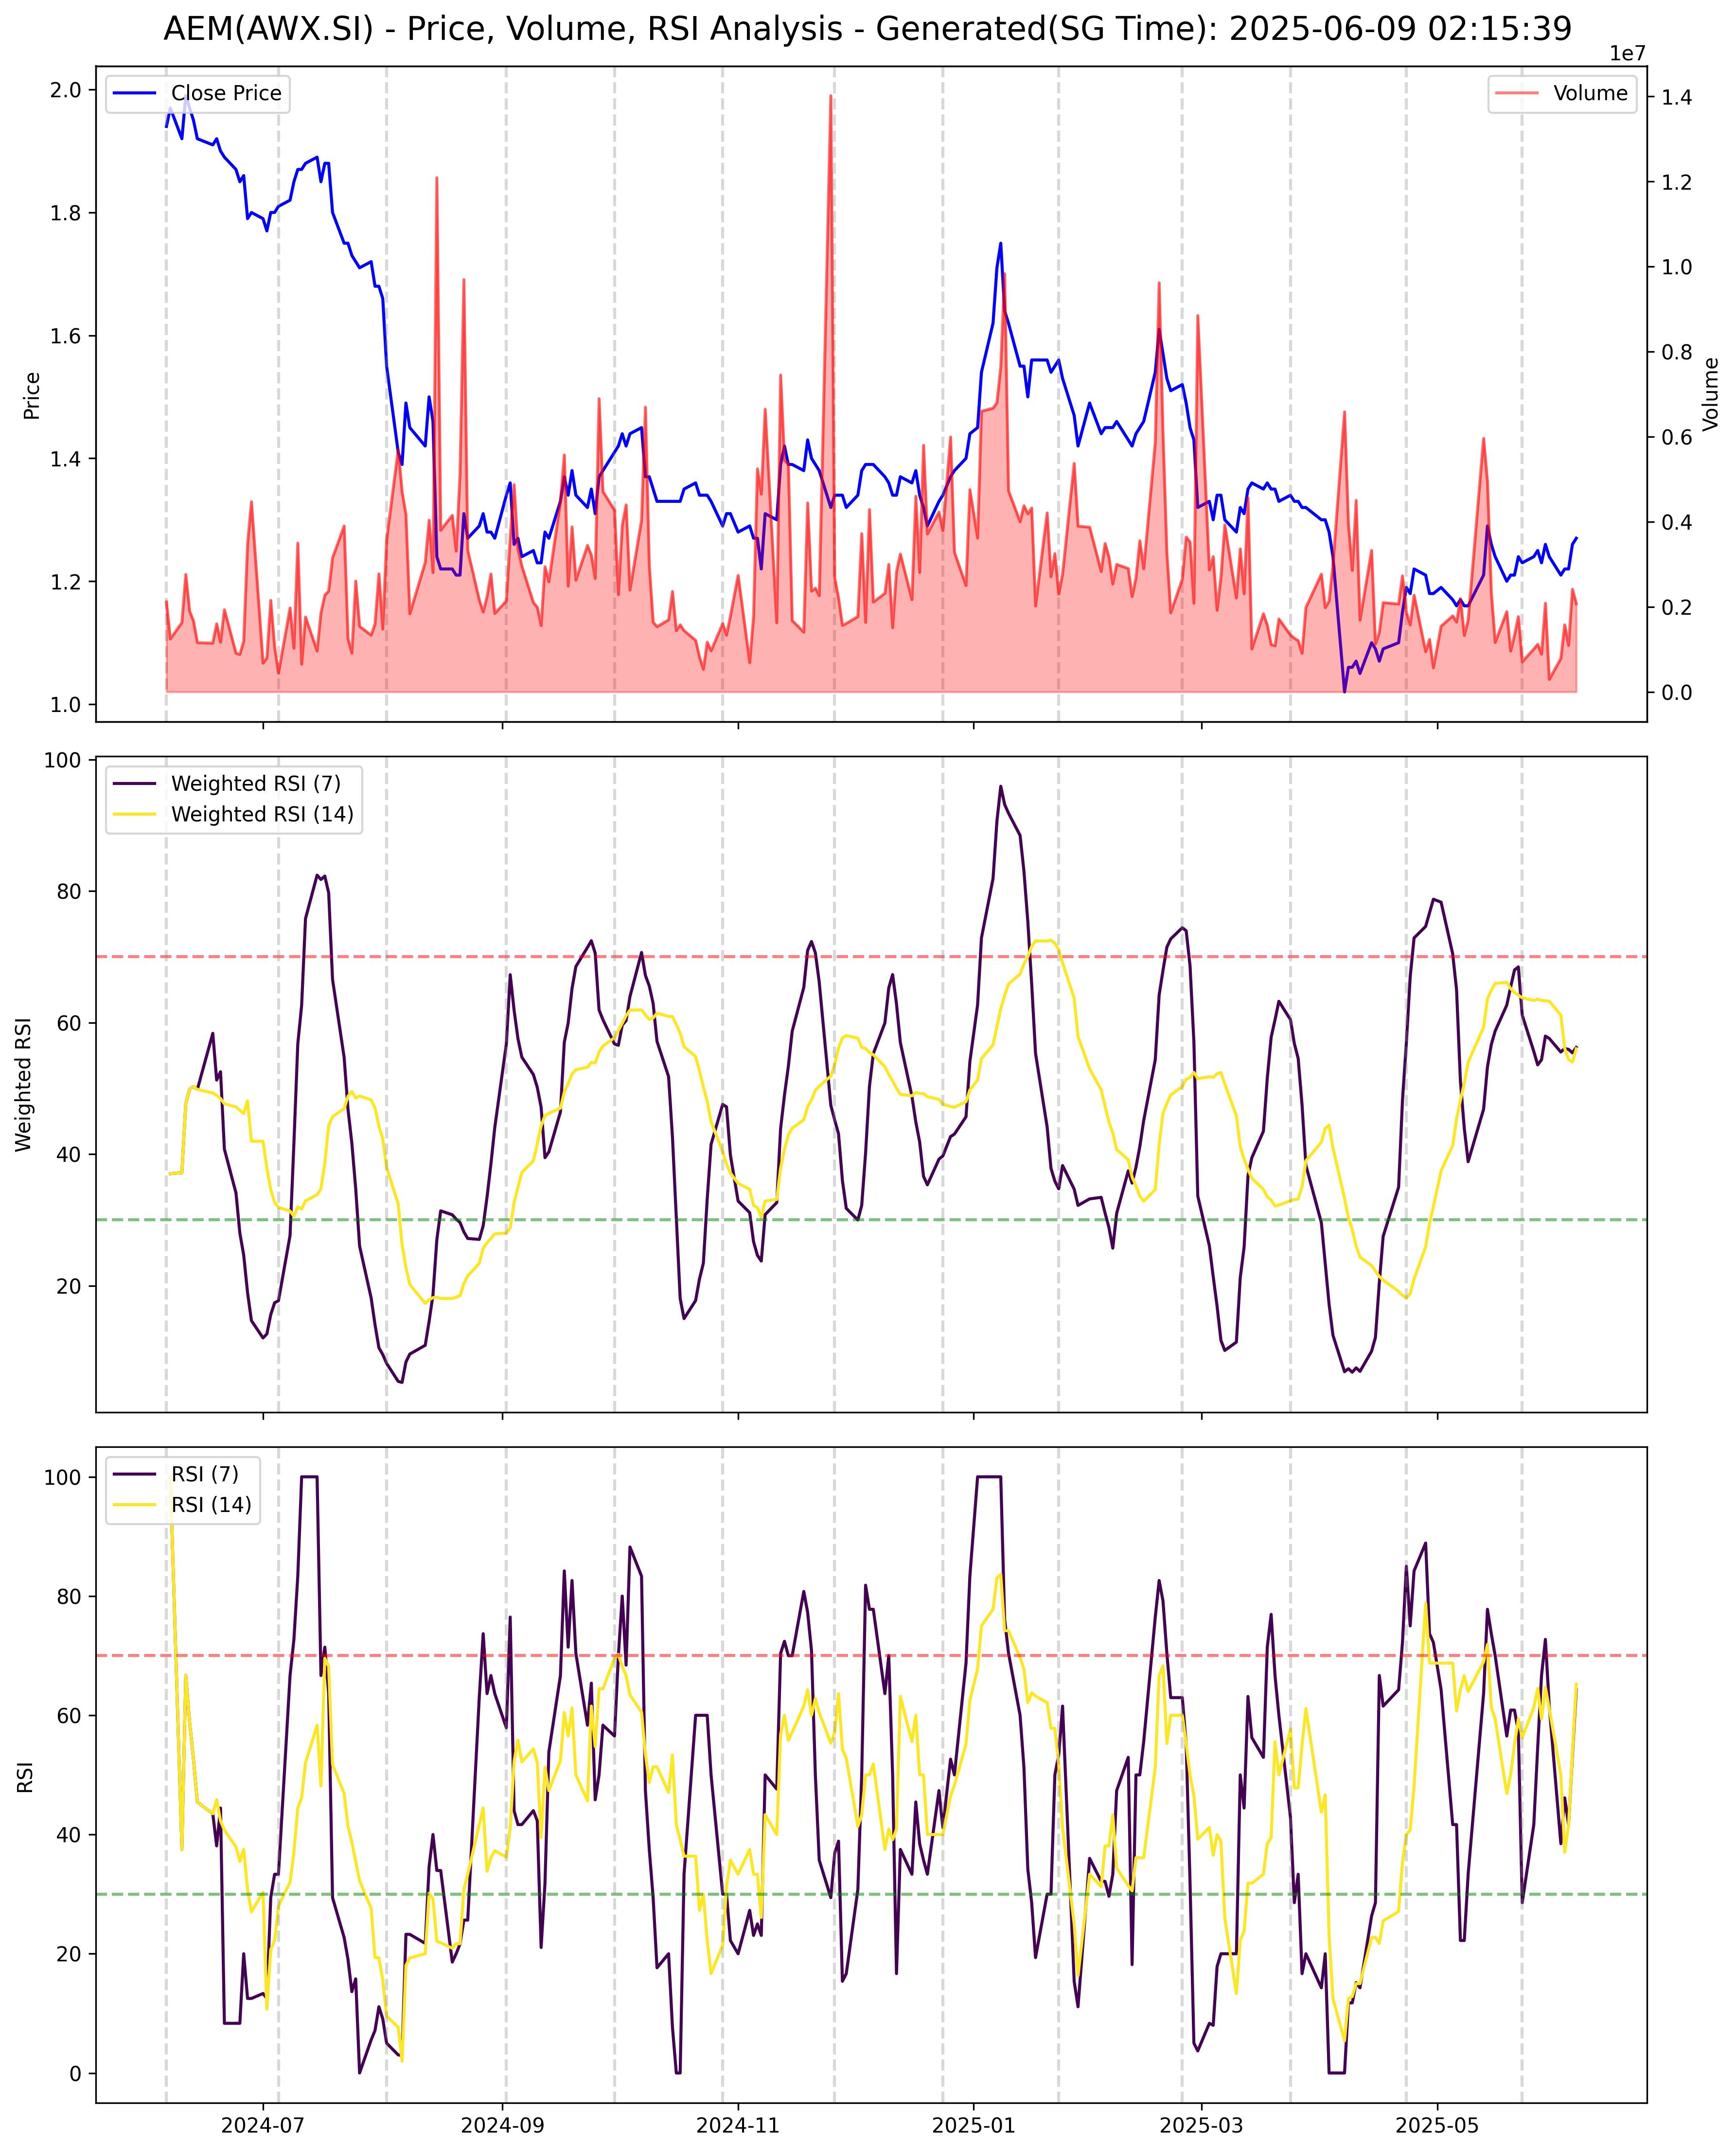 AEM(AWX.SI) - Price, Volume, RSI Analysis - Generated(SG Time): 2025-06-09 02:15:39
1e7
Close Price
Volume
2.0
1.8
1.6
1.4
1.2
1.0
Price
1.4
1.2
1.0
0.8
0.6
0.4
0.2
0.0
Volume
Weighted RSI (7)
Weighted RSI (14)
100
80
60
40
20
Weighted RSI
RSI (7)
RSI (14)
100
80
60
40
20
0
RSI
2024-07
2024-09
2024-11
2025-01
2025-03
2025-05